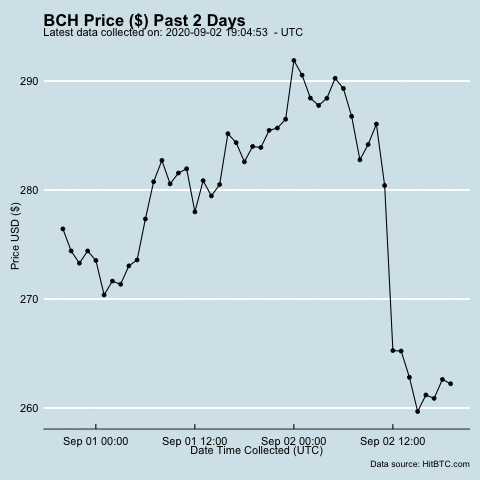 BCH Price ($) Past 2 Days
Latest data collected on: 2020-09-02 19:04:53 - UTC
290
280
270
260
Price USD ($)
Sep 01 00:00 Sep 01 12:00 Sep 02 00:00 Sep 02 12:00
Date Time Collected (UTC)
Data source: HitBTC.com